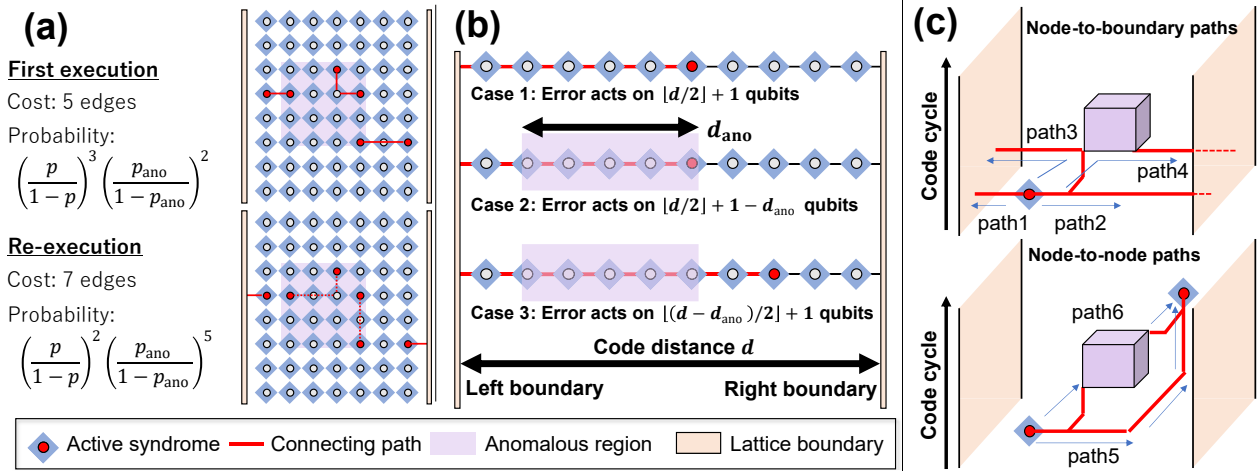 (a)
First execution
Cost: 5 edges
Probability:
(p / 1 − p)^3 (p_ano / 1 − p_ano)^2
Re-execution
Cost: 7 edges
Probability:
(p / 1 − p)^2 (p_ano / 1 − p_ano)^5
(b)
Case 1: Error acts on ⌊d/2⌋ + 1 qubits
d_ano
Case 2: Error acts on ⌊d/2⌋ + 1 − d_ano qubits
Case 3: Error acts on ⌊(d − d_ano)/2⌋ + 1 qubits
Code distance d
Left boundary
Right boundary
(c)
Node-to-boundary paths
Code cycle
path3
path4
path1
path2
Node-to-node paths
Code cycle
path6
path5
Active syndrome
Connecting path
Anomalous region
Lattice boundary